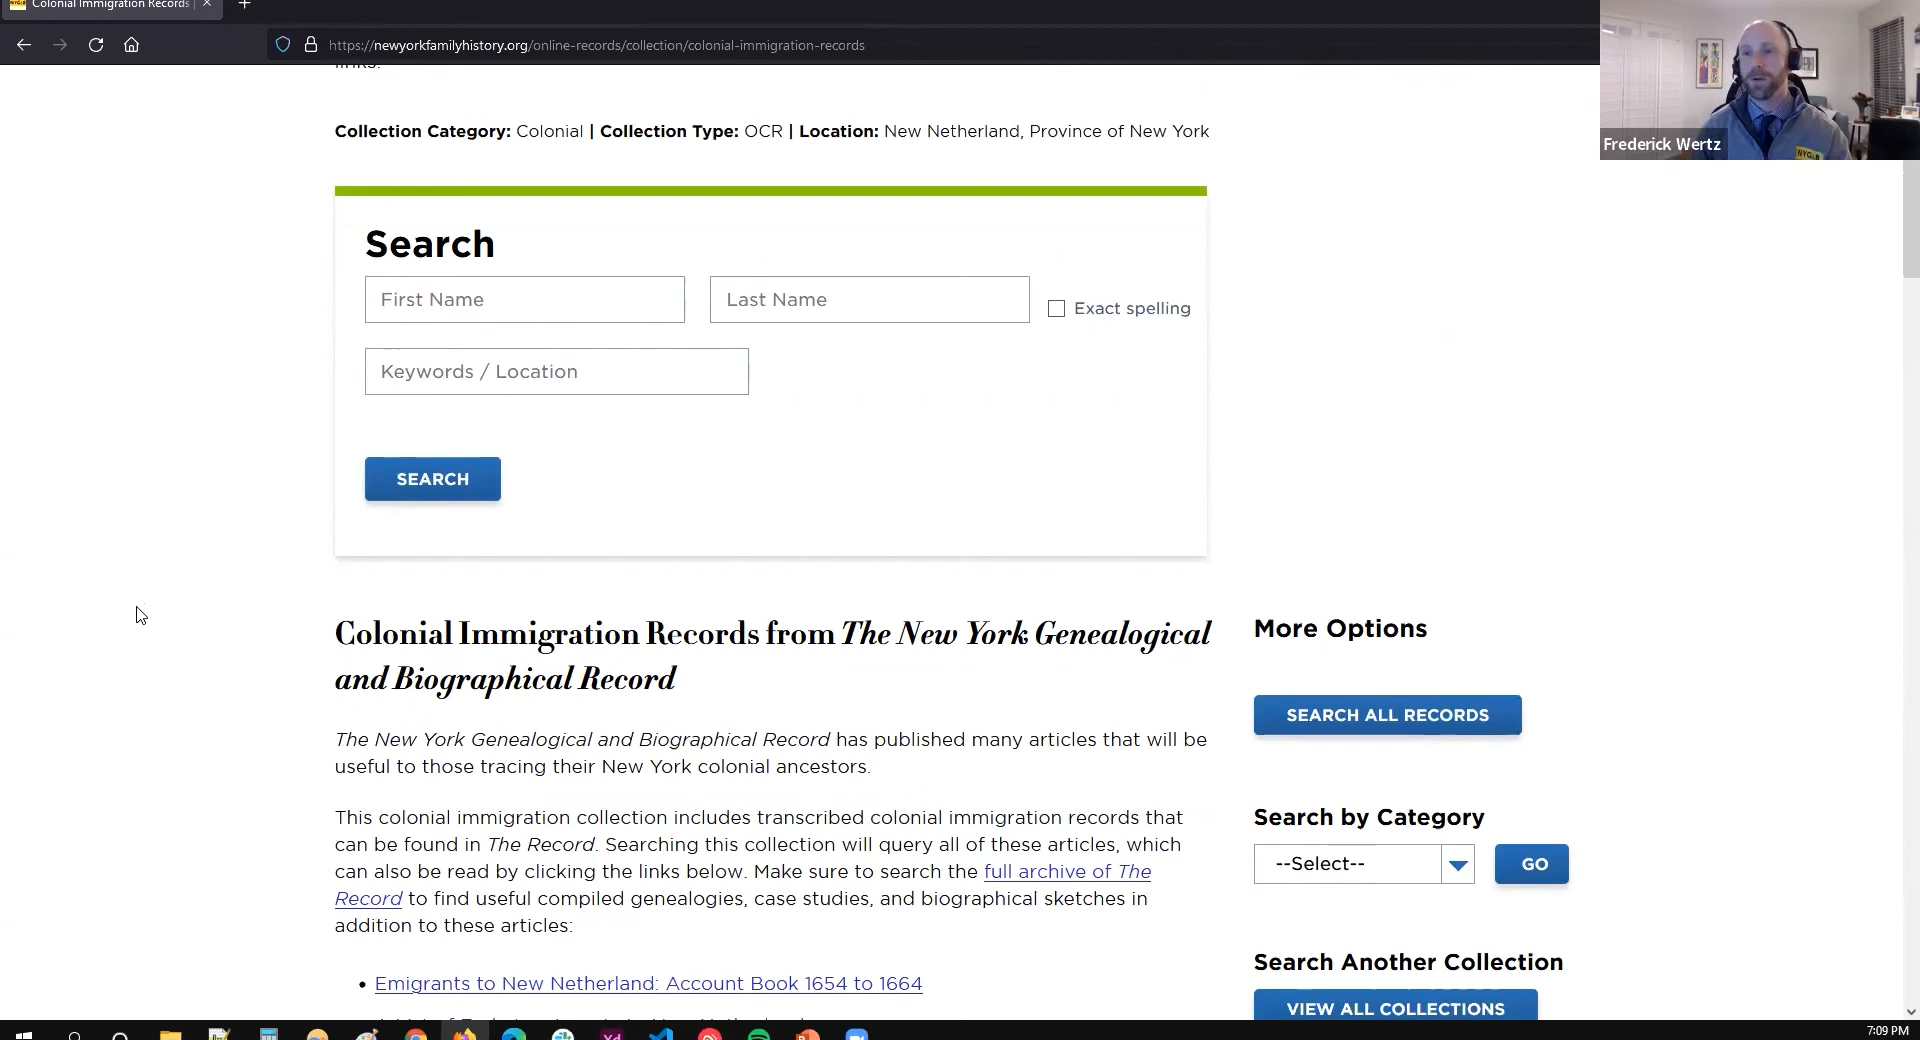 Colonial Immigration Records
https://newyorkfamilyhistory.org/online-records/collection/colonial-immigration-records
links.
Frederick Wertz
Collection Category: Colonial | Collection Type: OCR | Location: New Netherland, Province of New York
Search
First Name
Last Name
Exact spelling
Keywords / Location
SEARCH
Colonial Immigration Records from The New York Genealogical
and Biographical Record
The New York Genealogical and Biographical Record has published many articles that will be
useful to those tracing their New York colonial ancestors.
This colonial immigration collection includes transcribed colonial immigration records that
can be found in The Record. Searching this collection will query all of these articles, which
can also be read by clicking the links below. Make sure to search the full archive of The
Record to find useful compiled genealogies, case studies, and biographical sketches in
addition to these articles:
• Emigrants to New Netherland: Account Book 1654 to 1664
More Options
SEARCH ALL RECORDS
Search by Category
--Select--
GO
Search Another Collection
VIEW ALL COLLECTIONS
Xd
7:09 PM